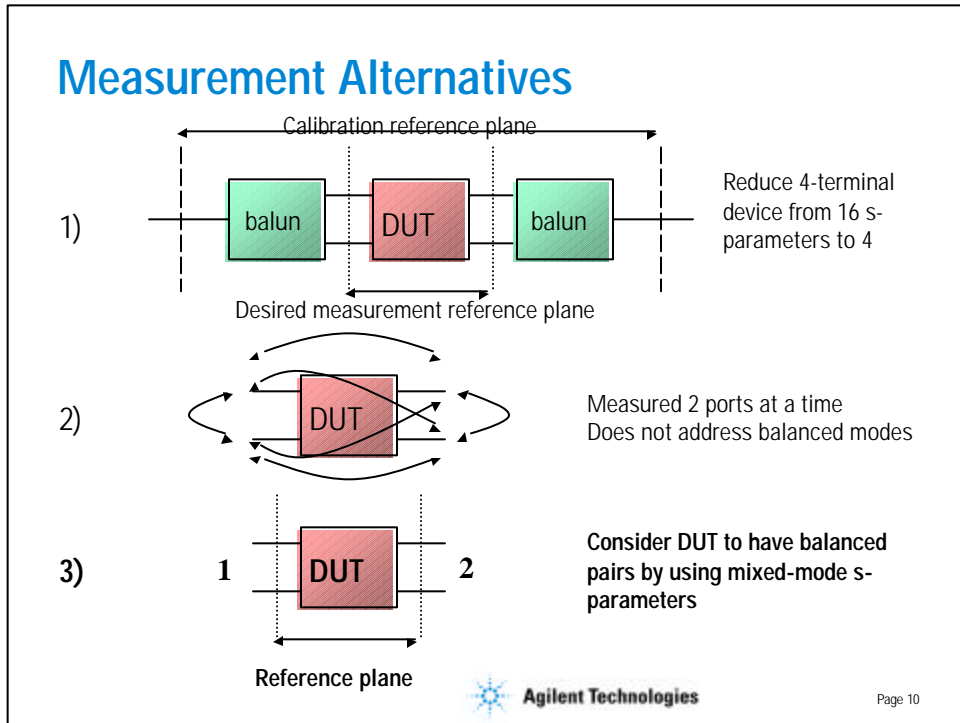 Measurement Alternatives
Calibration reference plane
1)
balun
DUT
balun
Reduce 4-terminal
device from 16 s-
parameters to 4
Desired measurement reference plane
2)
DUT
Measured 2 ports at a time
Does not address balanced modes
3)
1
DUT
2
Consider DUT to have balanced
pairs by using mixed-mode s-
parameters
Reference plane
Agilent Technologies
Page 10